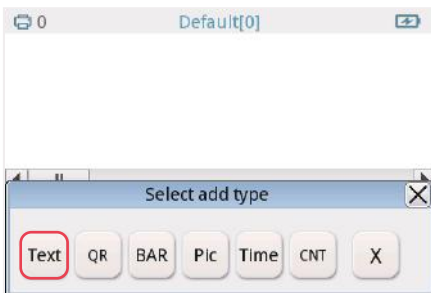 0 Default[0]
Select add type X
Text QR BAR Pic Time CNT X